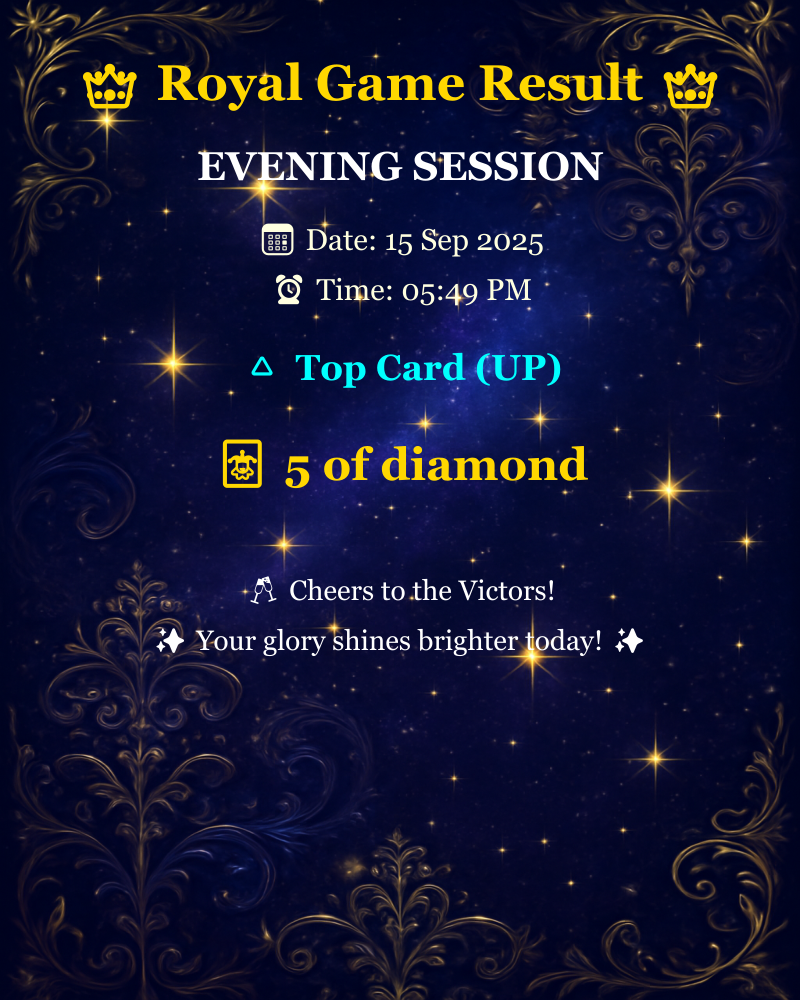 Royal Game Result
EVENING SESSION
Date: 15 Sep 2025
Time: 05:49 PM
Top Card (UP)
5 of diamond
Cheers to the Victors!
Your glory shines brighter today!